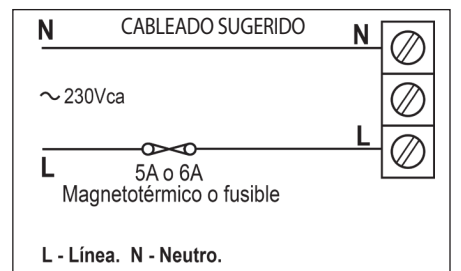 CABLEADO SUGERIDO
N N
~ 230Vca
L L
5A o 6A
Magnetotérmico o fusible
L - Línea. N - Neutro.